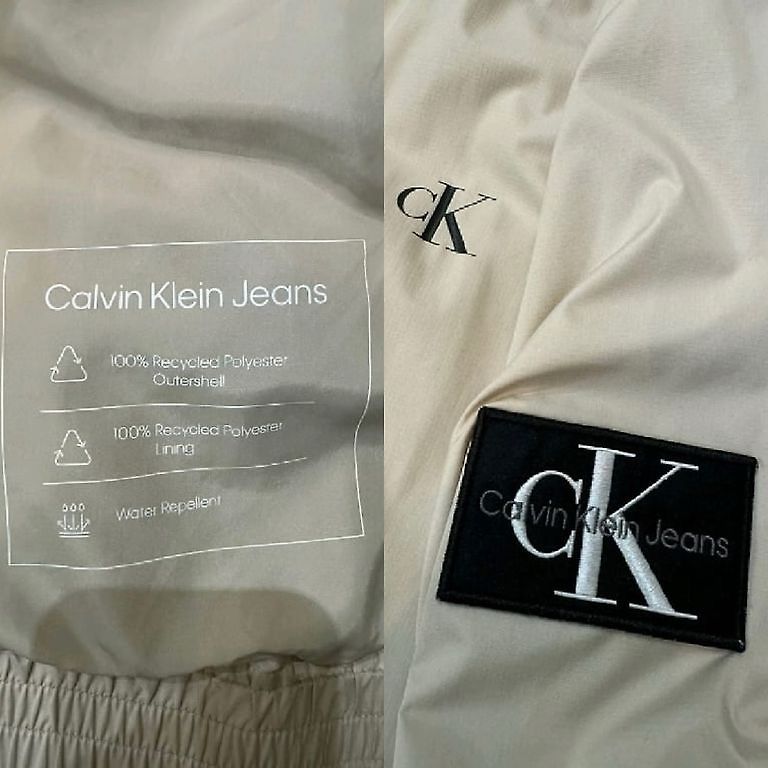 Calvin Klein Jeans
100% Recycled Polyester
Outershell
100% Recycled Polyester
Lining
Water Repellent
cK
cK
Calvin Klein Jeans